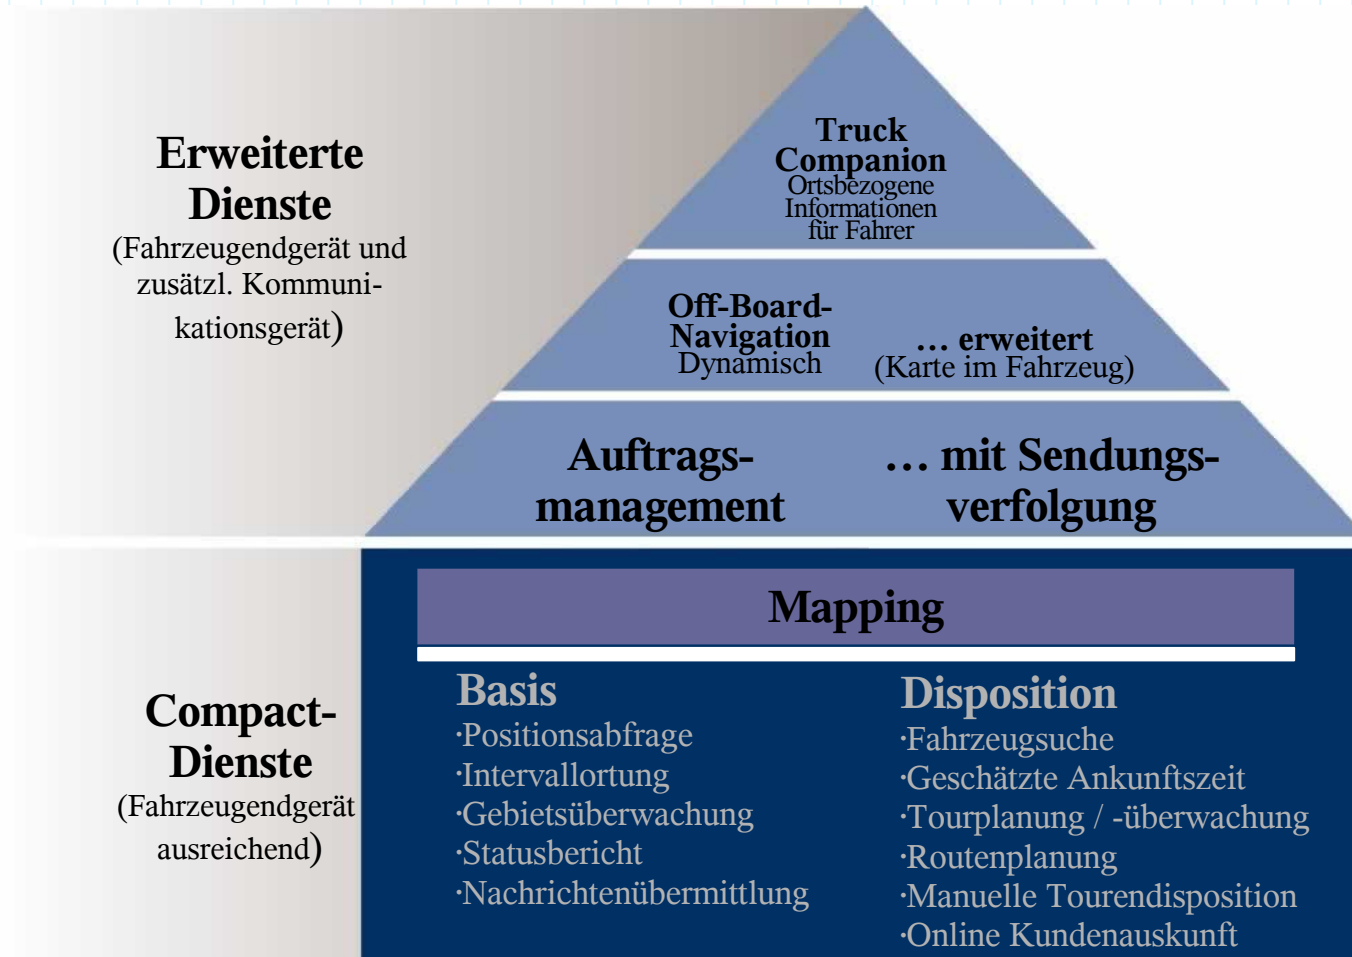 Erweiterte
Dienste
(Fahrzeugendgerät und
zusätzl. Kommuni-
kationsgerät)
Truck
Companion
Ortsbezogene
Informationen
für Fahrer
Off-Board-
Navigation
Dynamisch
… erweitert
(Karte im Fahrzeug)
Auftrags-
management
… mit Sendungs-
verfolgung
Compact-
Dienste
(Fahrzeugendgerät
ausreichend)
Mapping
Basis
·Positionsabfrage
·Intervallortung
·Gebietsüberwachung
·Statusbericht
·Nachrichtenübermittlung
Disposition
·Fahrzeugsuche
·Geschätzte Ankunftszeit
·Tourplanung / -überwachung
·Routenplanung
·Manuelle Tourendisposition
·Online Kundenauskunft